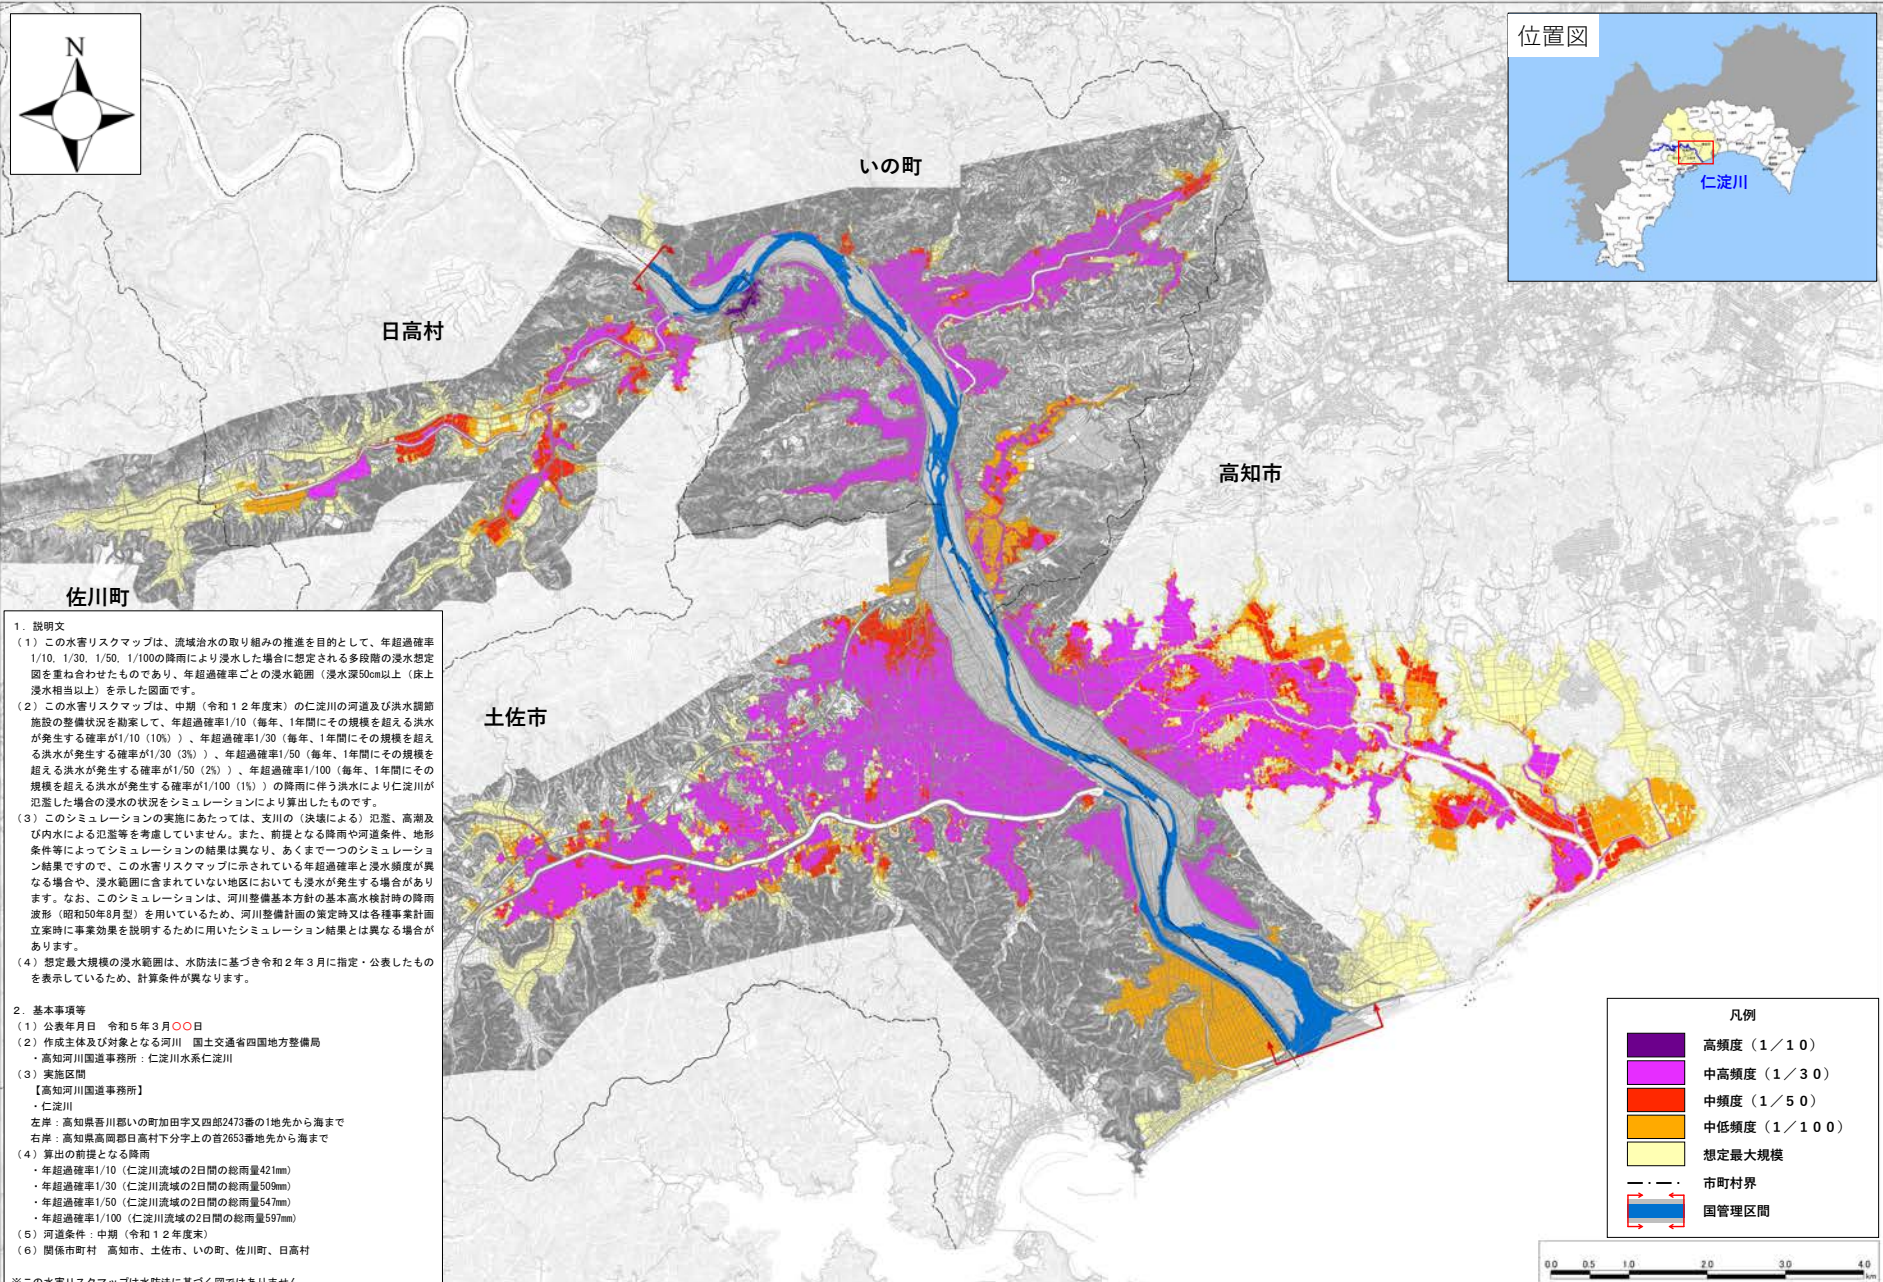 N
位置図
仁淀川
いの町
日高村
高知市
佐川町
土佐市
1. 説明文
(1) この水害リスクマップは、流域治水の取り組みの推進を目的として、年超過確率
1/10, 1/30, 1/50, 1/100の降雨により浸水した場合に想定される多段階の浸水想定
図を重ね合わせたものであり、年超過確率ごとの浸水範囲（浸水深50cm以上（床上
浸水相当以上）を示した図面です。
(2) この水害リスクマップは、中期（令和１２年度末）の仁淀川の河道及び洪水調節
施設の整備状況を勘案して、年超過確率1/10（毎年、1年間にその規模を超える洪水
が発生する確率が1/10（10%））、年超過確率1/30（毎年、1年間にその規模を超え
る洪水が発生する確率が1/30（3%））、年超過確率1/50（毎年、1年間にその規模を
超える洪水が発生する確率が1/50（2%））、年超過確率1/100（毎年、1年間にその
規模を超える洪水が発生する確率が1/100（1%））の降雨に伴う洪水により仁淀川が
氾濫した場合の浸水の状況をシミュレーションにより算出したものです。
(3) このシミュレーションの実施にあたっては、支川の（決壊による）氾濫、高潮及
び内水による氾濫等を考慮していません。また、前提となる降雨や河道条件、地形
条件等によってシミュレーションの結果は異なり、あくまで一つのシミュレーショ
ン結果ですので、この水害リスクマップに示されている年超過確率と浸水頻度が異
なる場合や、浸水範囲に含まれていない地区においても浸水が発生する場合があり
ます。なお、このシミュレーションは、河川整備基本方針の基本高水検討時の降雨
波形（昭和50年8月型）を用いているため、河川整備計画の策定時又は各種事業計画
立案時に事業効果を説明するために用いたシミュレーション結果とは異なる場合が
あります。
(4) 想定最大規模の浸水範囲は、水防法に基づき令和２年３月に指定・公表したもの
を表示しているため、計算条件が異なります。
2. 基本事項等
(1) 公表年月日　令和５年３月〇〇日
(2) 作成主体及び対象となる河川　国土交通省四国地方整備局
・高知河川国道事務所：仁淀川水系仁淀川
(3) 実施区間
【高知河川国道事務所】
・仁淀川
左岸：高知県吾川郡いの町加田字又四郎2473番の1地先から海まで
右岸：高知県高岡郡日高村下分字上の首2653番地先から海まで
(4) 算出の前提となる降雨
・年超過確率1/10（仁淀川流域の2日間の総雨量421mm）
・年超過確率1/30（仁淀川流域の2日間の総雨量509mm）
・年超過確率1/50（仁淀川流域の2日間の総雨量547mm）
・年超過確率1/100（仁淀川流域の2日間の総雨量597mm）
(5) 河道条件：中期（令和１２年度末）
(6) 関係市町村　高知市、土佐市、いの町、佐川町、日高村
※この水害リスクマップは水防法に基づく図ではありません
凡例
高頻度（１／１０）
中高頻度（１／３０）
中頻度（１／５０）
中低頻度（１／１００）
想定最大規模
市町村界
国管理区間
0.0 0.5 1.0 2.0 3.0 4.0
km